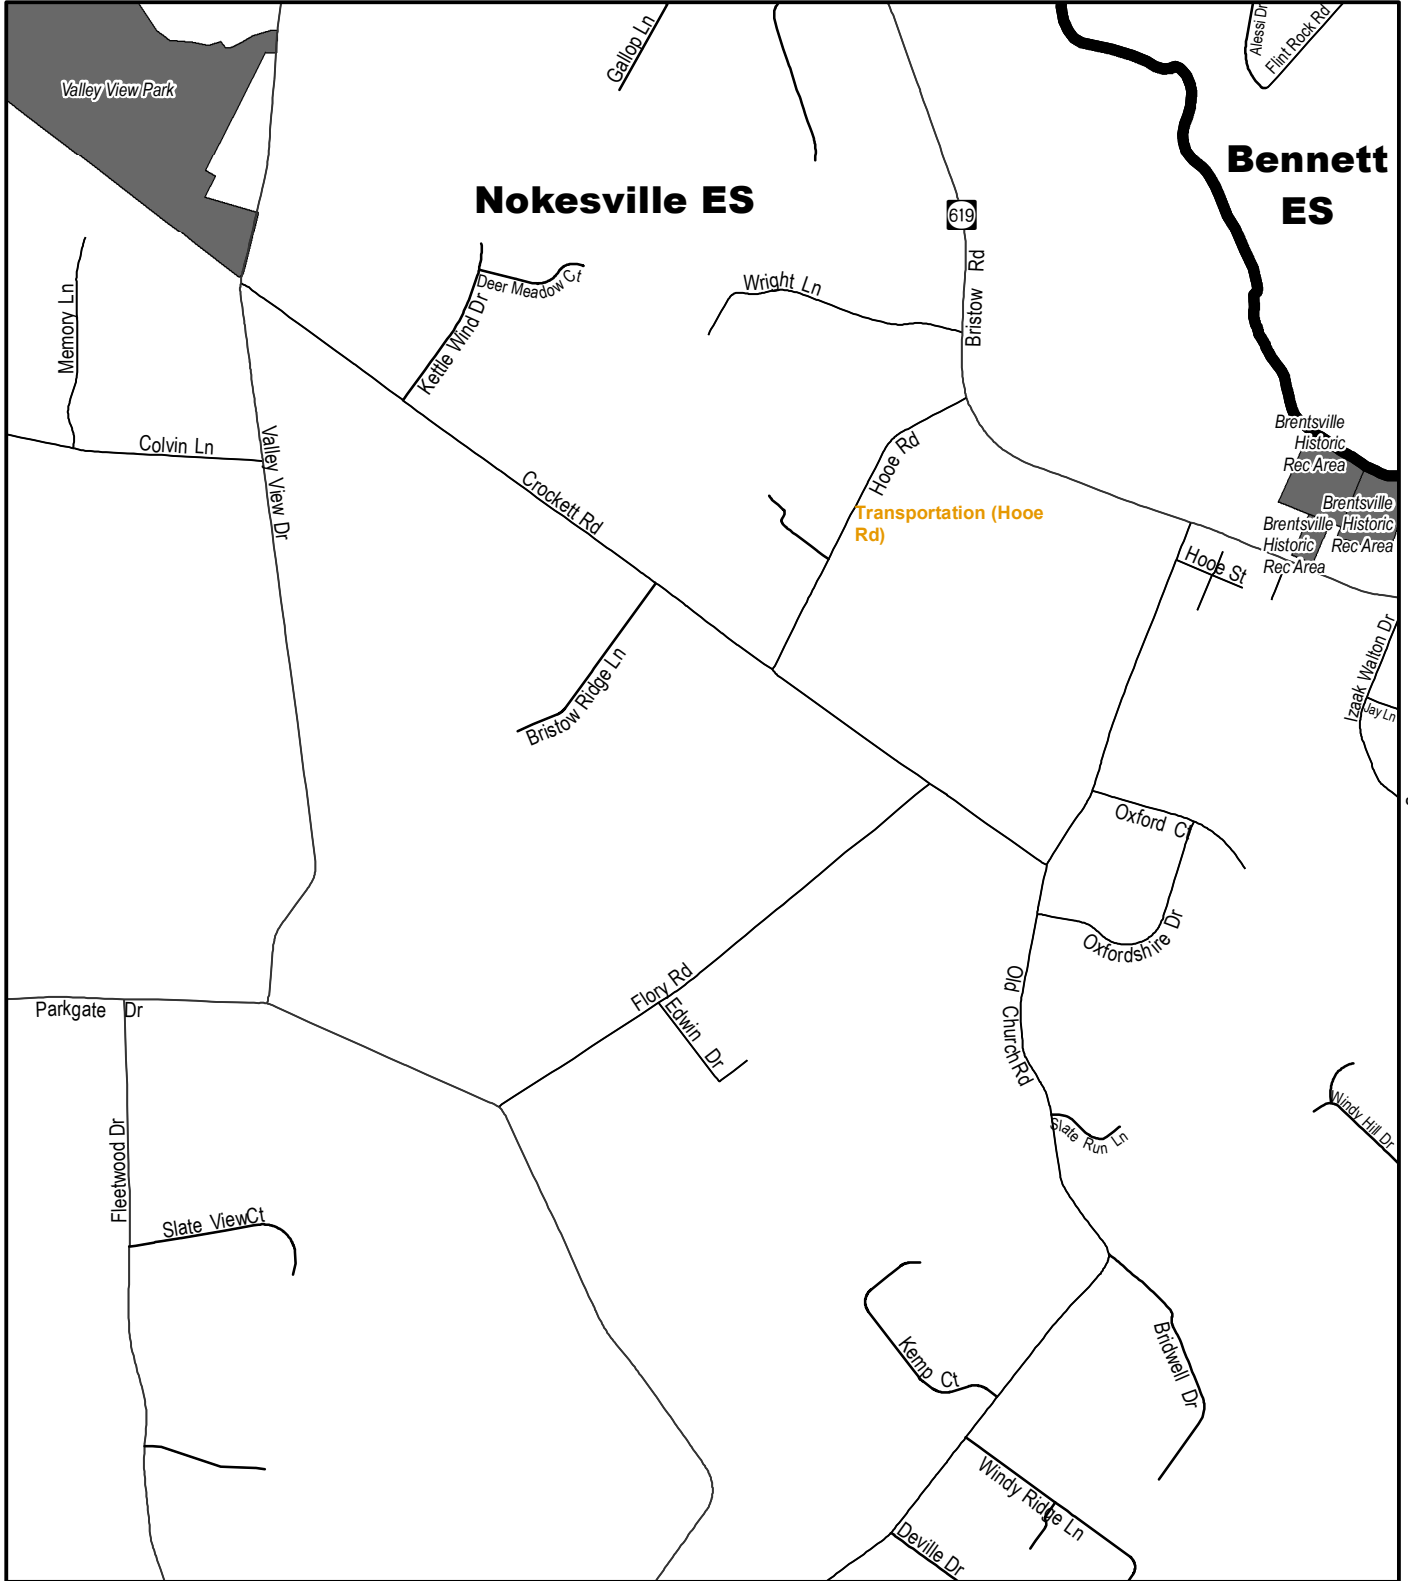 Alessi Dr
Flint Rock Rd
Gallop Ln
Valley View Park
Bennett
ES
Nokesville ES
619
Bristow Rd
Deer Meadow Ct
Wright Ln
Kettle Wind Dr
Memory Ln
Colvin Ln
Valley View Dr
Crockett Rd
Hooe Rd
Brentsville
Historic
Rec Area
Brentsville
Historic
Rec Area
Brentsville
Historic
Rec Area
Transportation (Hooe
Rd)
Hooe St
Izaak Walton Dr
Jay Ln
Bristow Ridge Ln
Oxford Ct
Oxfordshire Dr
Flory Rd
Edwin Dr
Old Church Rd
Parkgate Dr
Fleetwood Dr
Slate Run Ln
Windy Hill Dr
Slate View Ct
Kemp Ct
Bridwell Dr
Windy Ridge Ln
Deville Dr